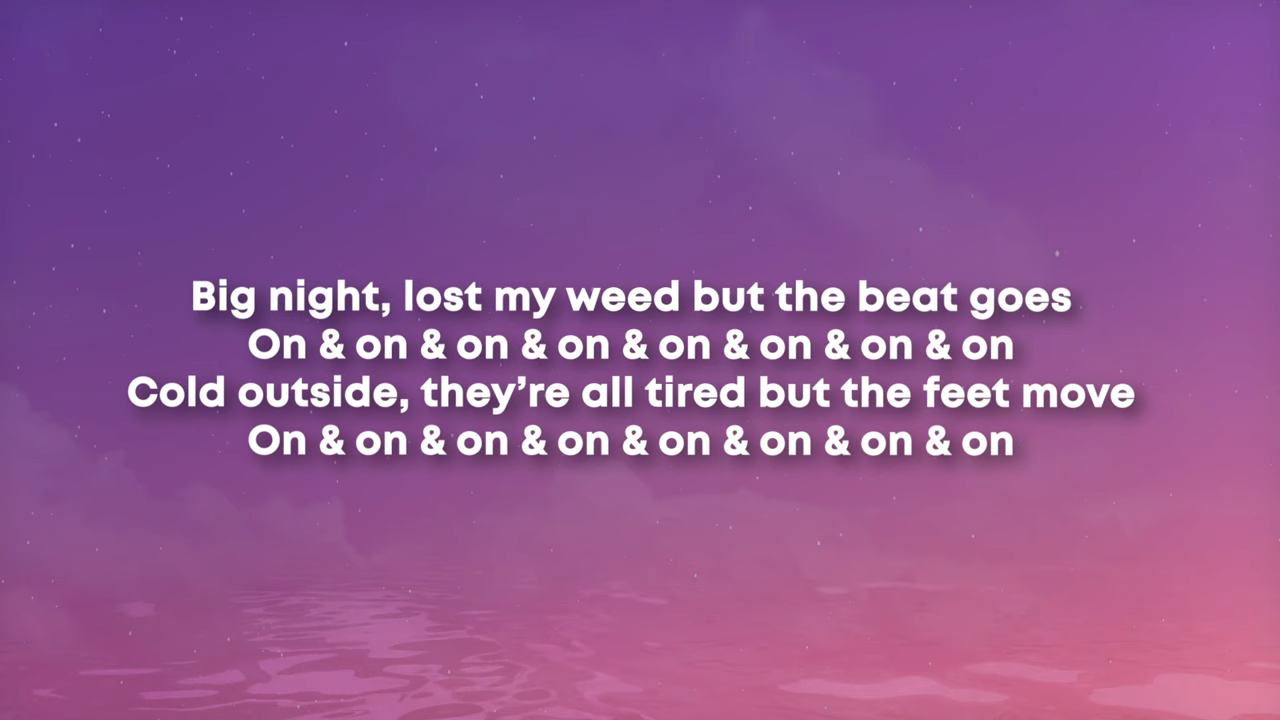 Big night, lost my weed but the beat goes
On & on & on & on & on & on & on & on
Cold outside, they’re all tired but the feet move
On & on & on & on & on & on & on & on